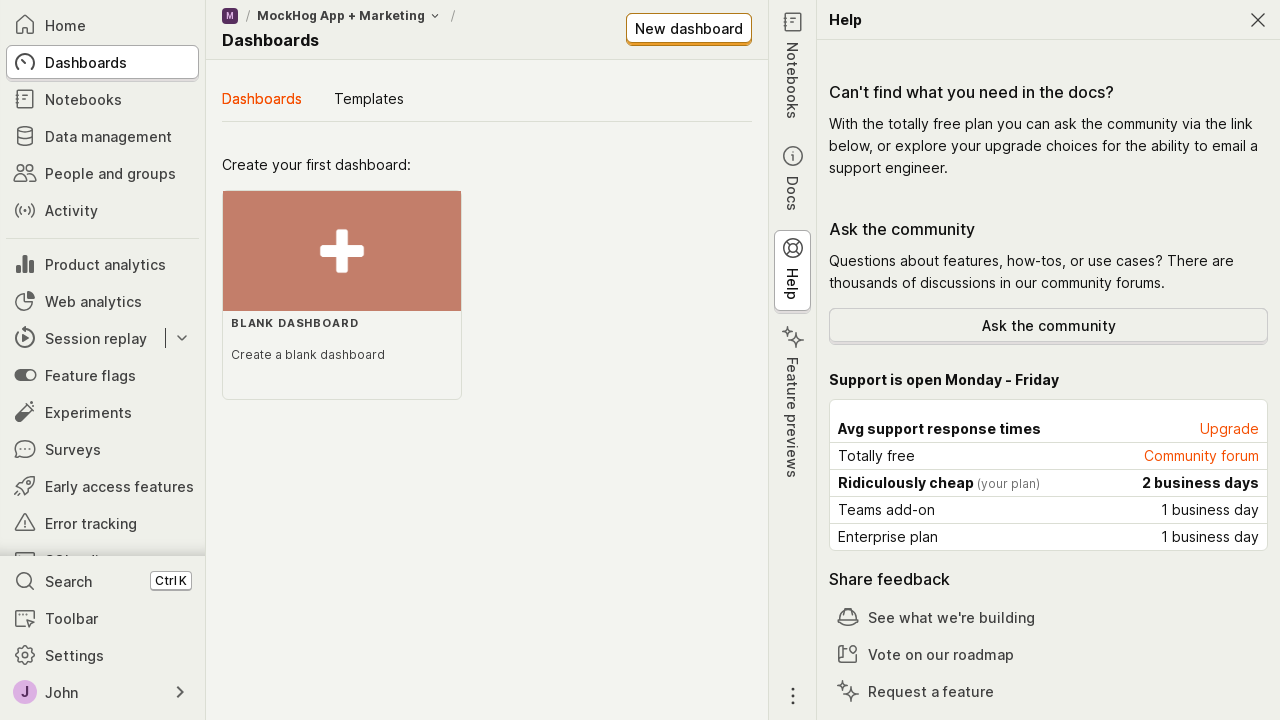 Home
Dashboards
Notebooks
Data management
People and groups
Activity
Product analytics
Web analytics
Session replay
Feature flags
Experiments
Surveys
Early access features
Error tracking
Search Ctrl K
Toolbar
Settings
J John
M / MockHog App + Marketing /
Dashboards
New dashboard
Dashboards Templates
Create your first dashboard:
BLANK DASHBOARD
Create a blank dashboard
Notebooks
Docs
Help
Feature previews
Help
Can't find what you need in the docs?
With the totally free plan you can ask the community via the link
below, or explore your upgrade choices for the ability to email a
support engineer.
Ask the community
Questions about features, how-tos, or use cases? There are
thousands of discussions in our community forums.
Ask the community
Support is open Monday - Friday
Avg support response times Upgrade
Totally free Community forum
Ridiculously cheap (your plan) 2 business days
Teams add-on 1 business day
Enterprise plan 1 business day
Share feedback
See what we're building
Vote on our roadmap
Request a feature